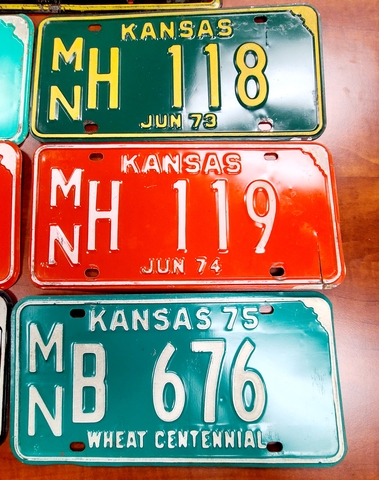 KANSAS
MN H 118
JUN 73
KANSAS
MN H 119
JUN 74
KANSAS 75
MN B 676
WHEAT CENTENNIAL